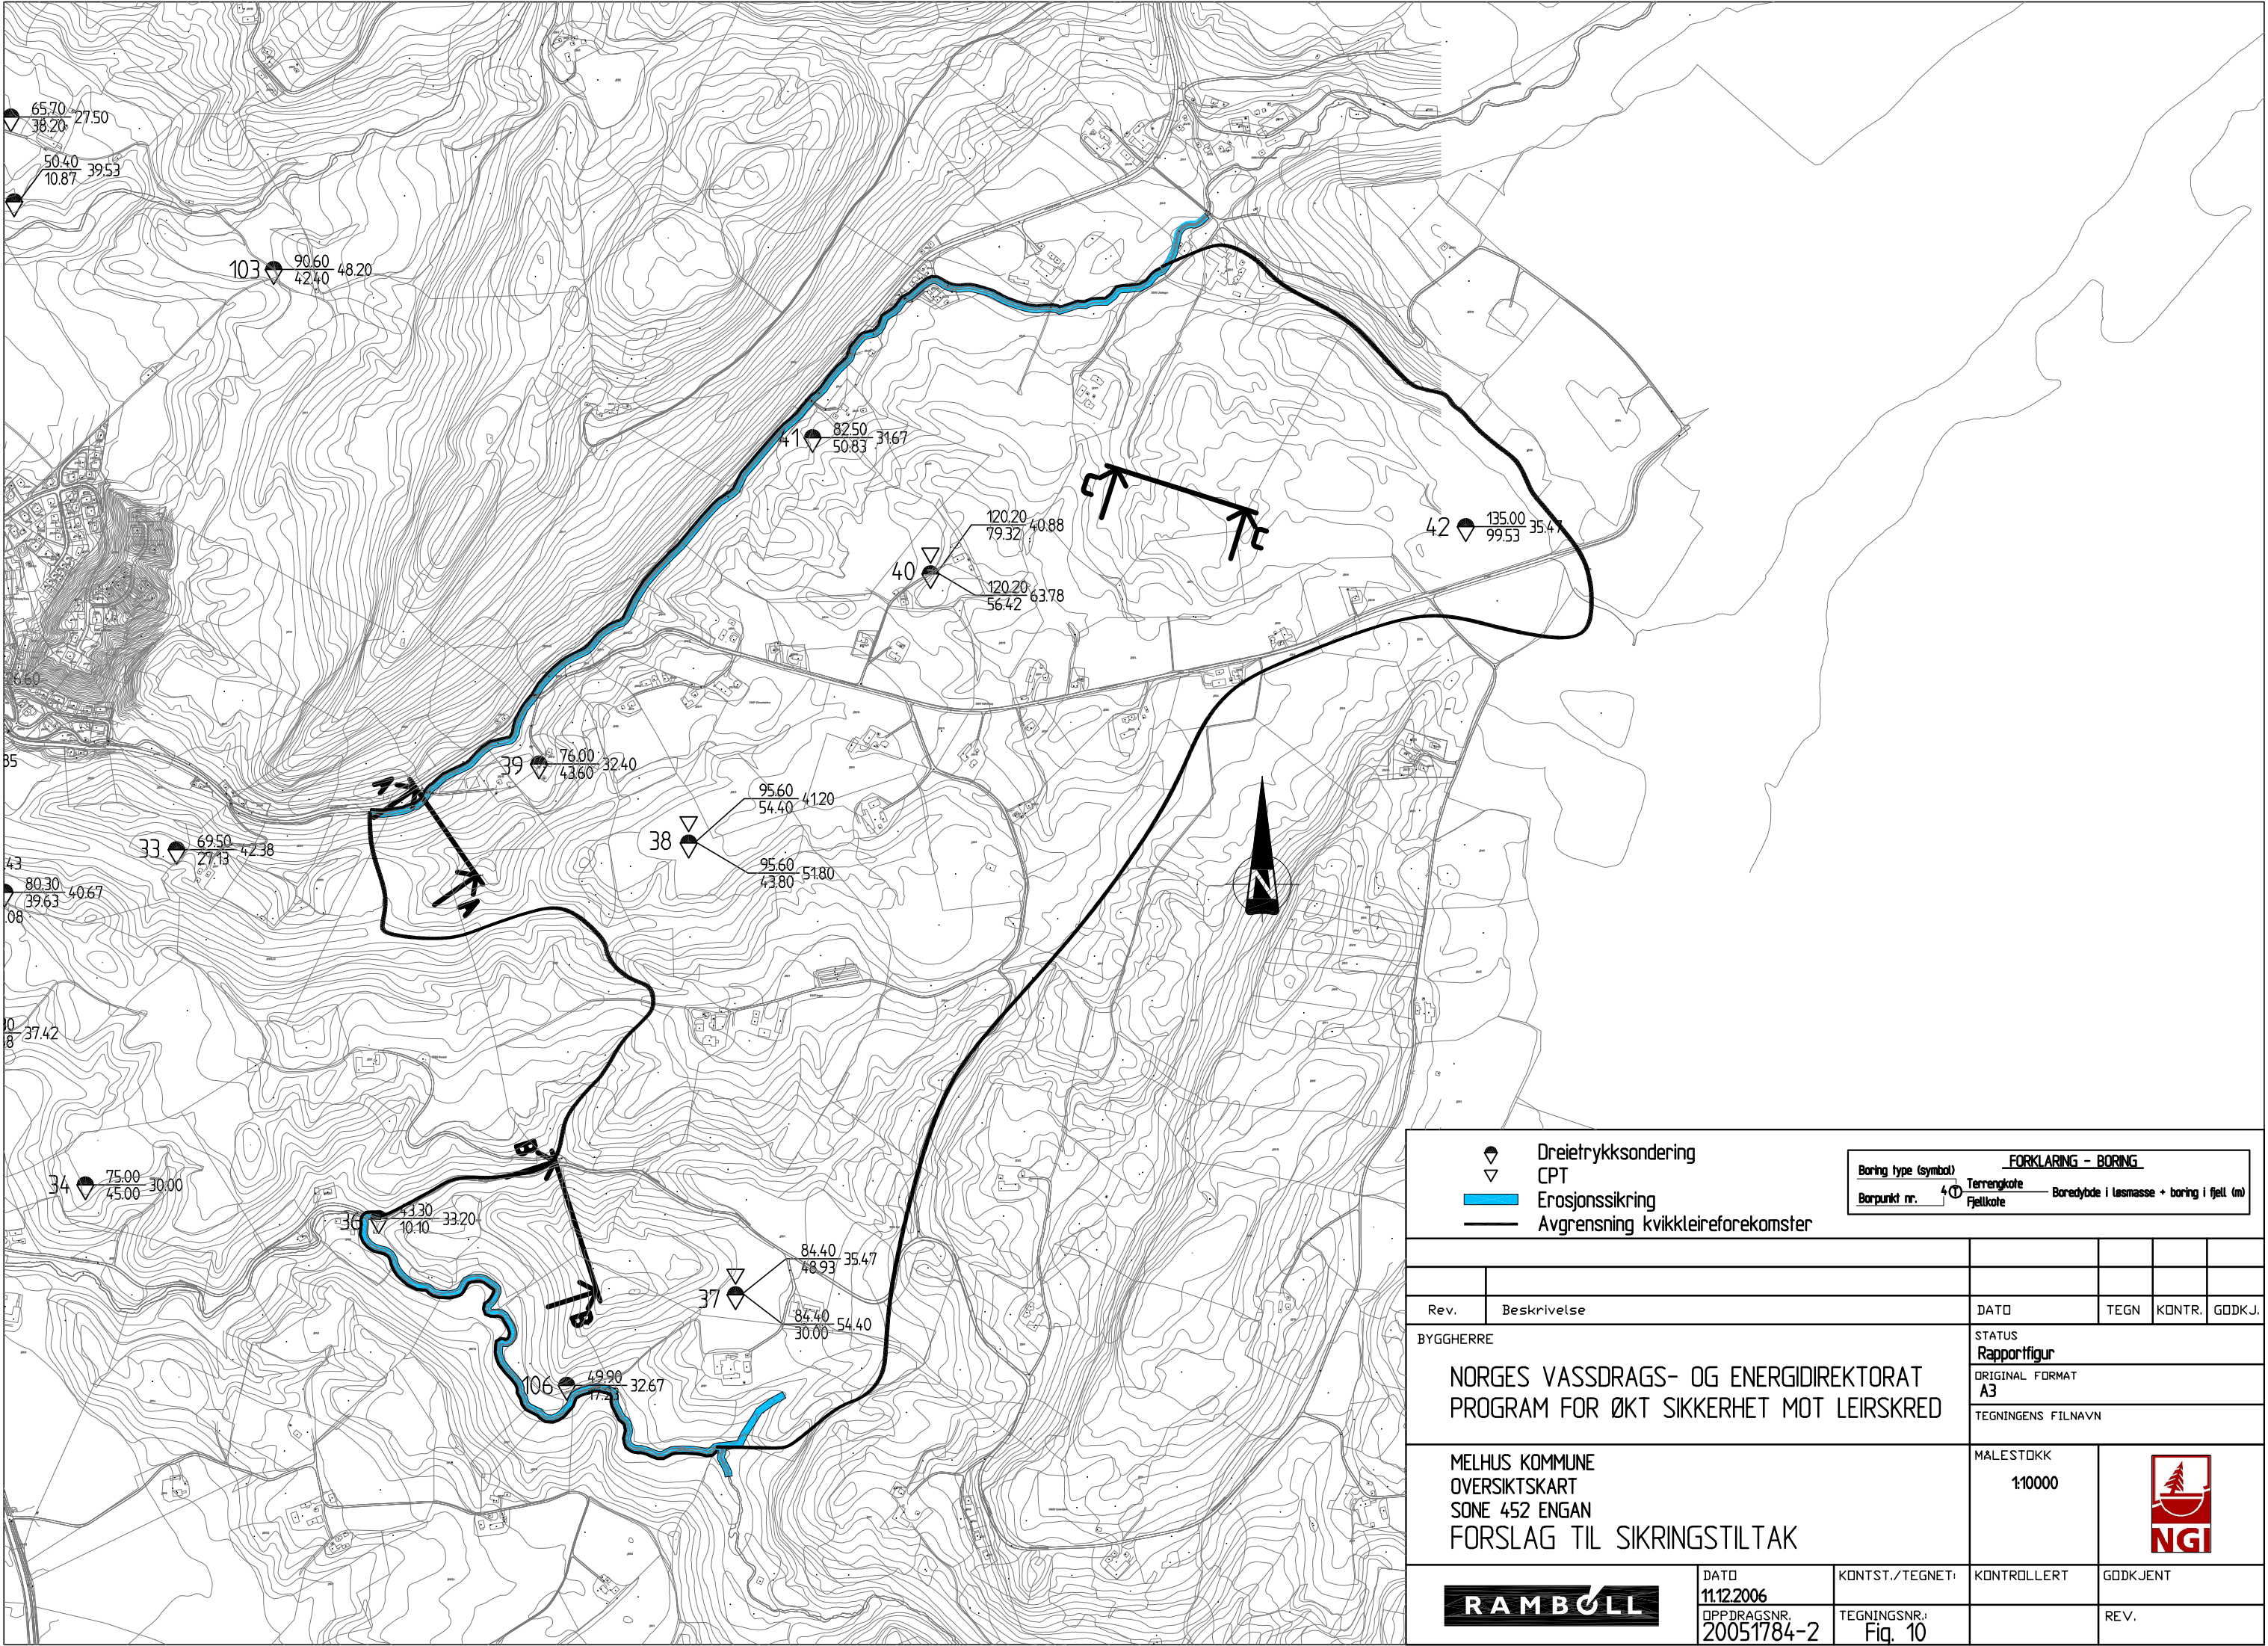 65.70
38.20 27.50
50.40
10.87 39.53
103 90.60
42.40 48.20
41 82.50
50.83 31.67
120.20
79.32 40.88
40
120.20
56.42 63.78
C
C
42 135.00
99.53 35.47
26.60
35
39 76.00
43.60 32.40
A
A
95.60
54.40 41.20
38
95.60
43.80 51.80
33 69.50
27.13 42.38
43
80.30
39.63 40.67
.08
37.42
N
B
B
34 75.00
45.00 30.00
36 43.30
10.10 33.20
84.40
48.93 35.47
37
84.40
30.00 54.40
106 49.90
17.23 32.67
Dreietrykksondering
CPT
Erosjonssikring
Avgrensning kvikkleireforekomster
FORKLARING - BORING
Boring type (symbol)
Borpunkt nr. 4 T Terrengkote
Fjellkote Boredybde i løsmasse + boring i fjell (m)
Rev. Beskrivelse DATO TEGN KONTR. GODKJ.
BYGGHERRE
NORGES VASSDRAGS- OG ENERGIDIREKTORAT
PROGRAM FOR ØKT SIKKERHET MOT LEIRSKRED
STATUS
Rapportfigur
ORIGINAL FORMAT
A3
TEGNINGENS FILNAVN
MELHUS KOMMUNE
OVERSIKTSKART
SONE 452 ENGAN
FORSLAG TIL SIKRINGSTILTAK
MÅLESTOKK
1:10000
NGI
RAMBØLL
DATO
11.12.2006
KONTST./TEGNET:
KONTROLLERT
GODKJENT
OPPDRAGSNR.
20051784-2
TEGNINGSNR.:
Fig. 10
REV.